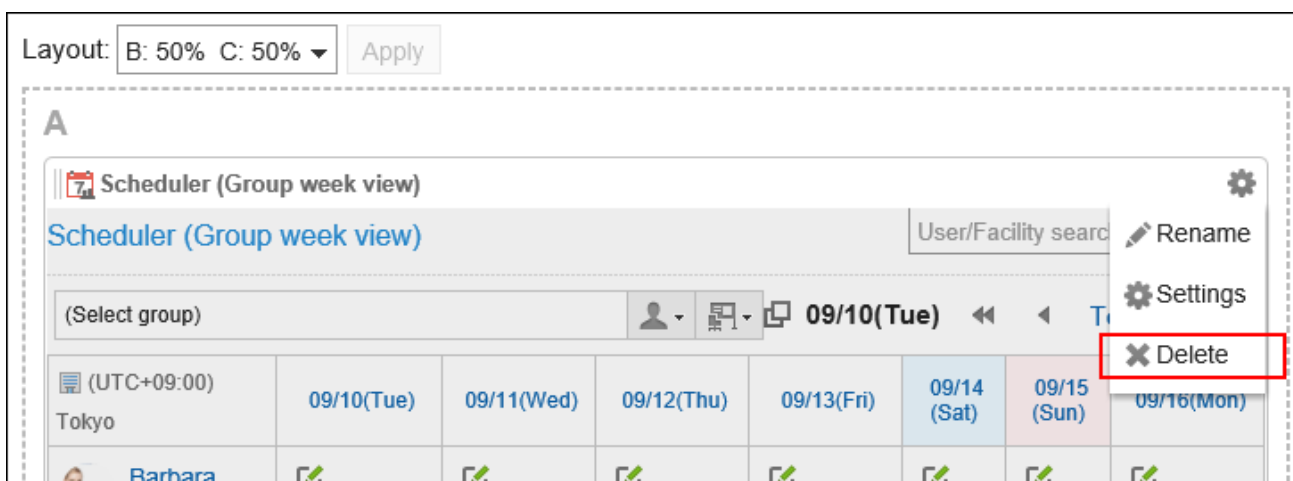 Layout: B: 50% C: 50% Apply
A
7 Scheduler (Group week view)
Scheduler (Group week view) User/Facility searc
Rename
Settings
(Select group) 09/10(Tue)
Delete
(UTC+09:00)
Tokyo
09/10(Tue) 09/11(Wed) 09/12(Thu) 09/13(Fri) 09/14
(Sat) 09/15
(Sun) 09/16(Mon)
Barbara